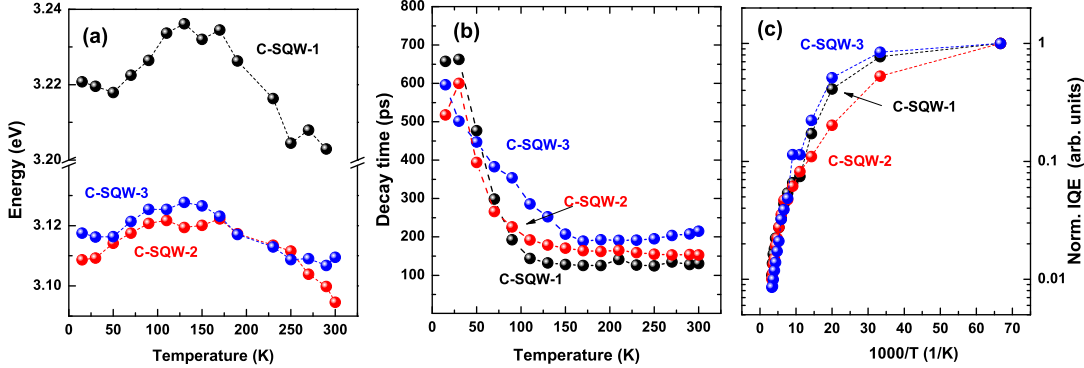 (a)
C-SQW-1
C-SQW-3
C-SQW-2
3.24
3.22
3.20
3.12
3.10
Energy (eV)
0 50 100 150 200 250 300
Temperature (K)
(b)
C-SQW-3
C-SQW-2
C-SQW-1
800
700
600
500
400
300
200
100
Decay time (ps)
0 50 100 150 200 250 300
Temperature (K)
(c)
C-SQW-3
C-SQW-1
C-SQW-2
1
0.1
0.01
Norm. IQE (arb. units)
0 10 20 30 40 50 60 70
1000/T (1/K)